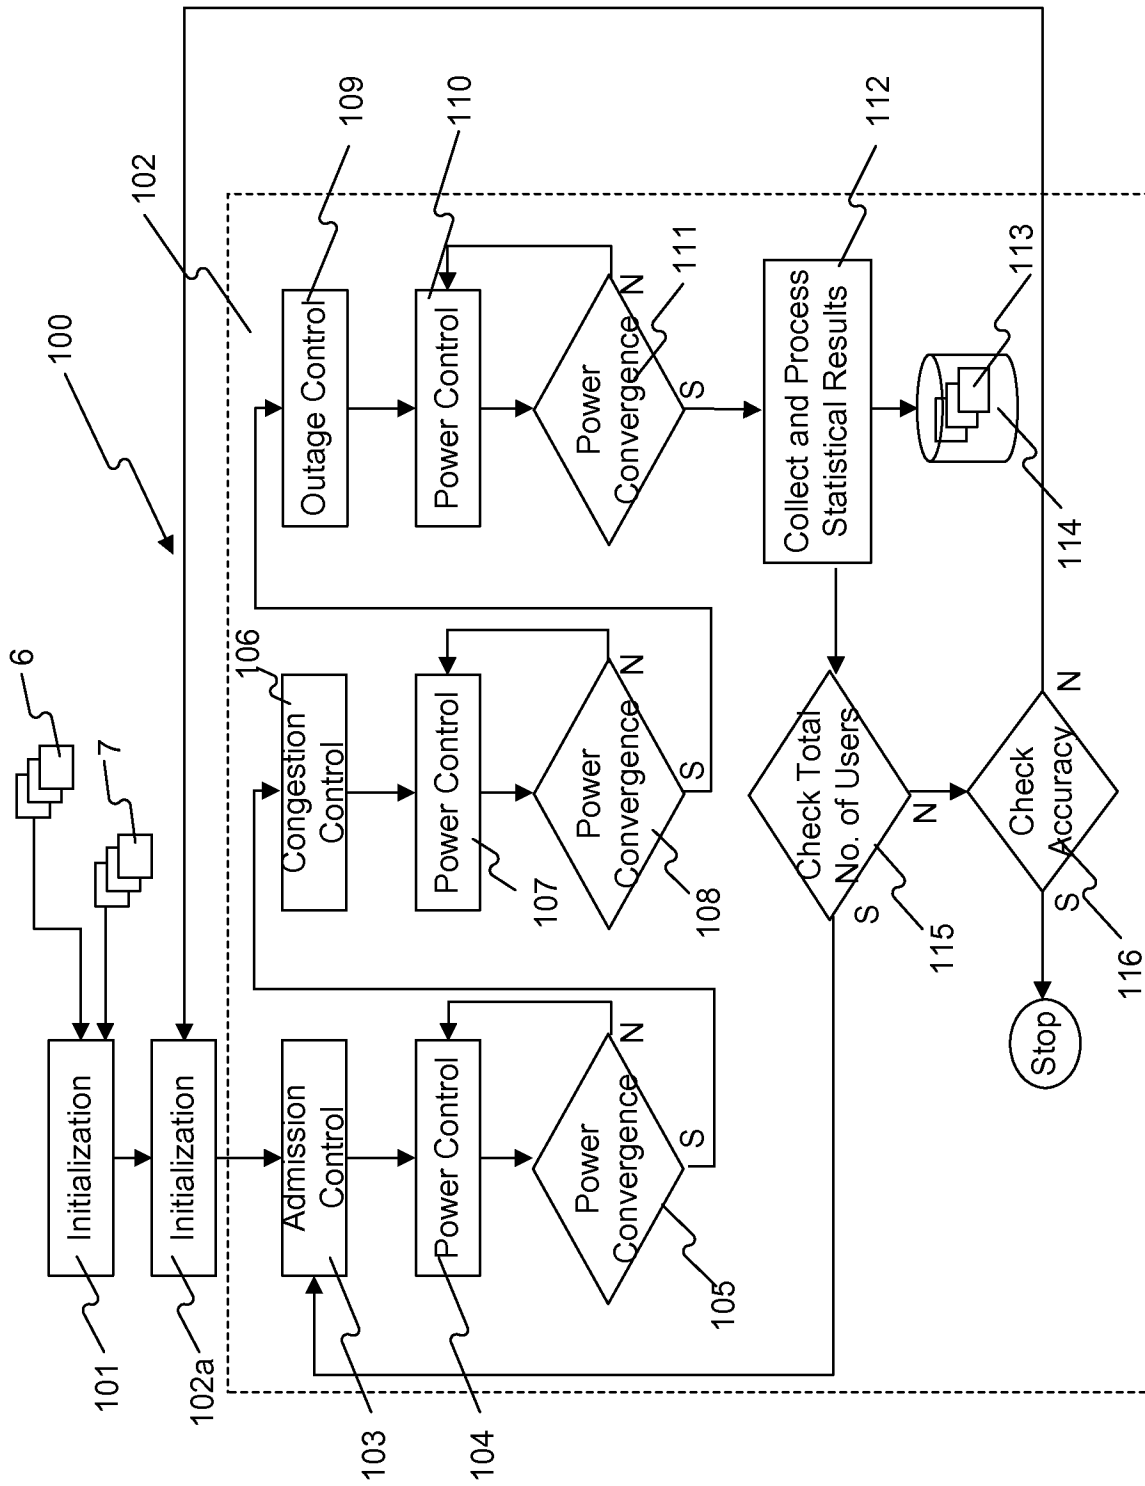 6
7
100
101
Initialization
102a
Initialization
102
103
Admission
Control
104
Power Control
105
Power
Convergence
N
S
106
Congestion
Control
107
Power Control
108
Power
Convergence
N
S
109
Outage Control
110
Power Control
111
Power
Convergence
N
S
112
Collect and Process
Statistical Results
113
114
115
Check Total
No. of Users
S
N
116
Check
Accuracy
S
N
Stop